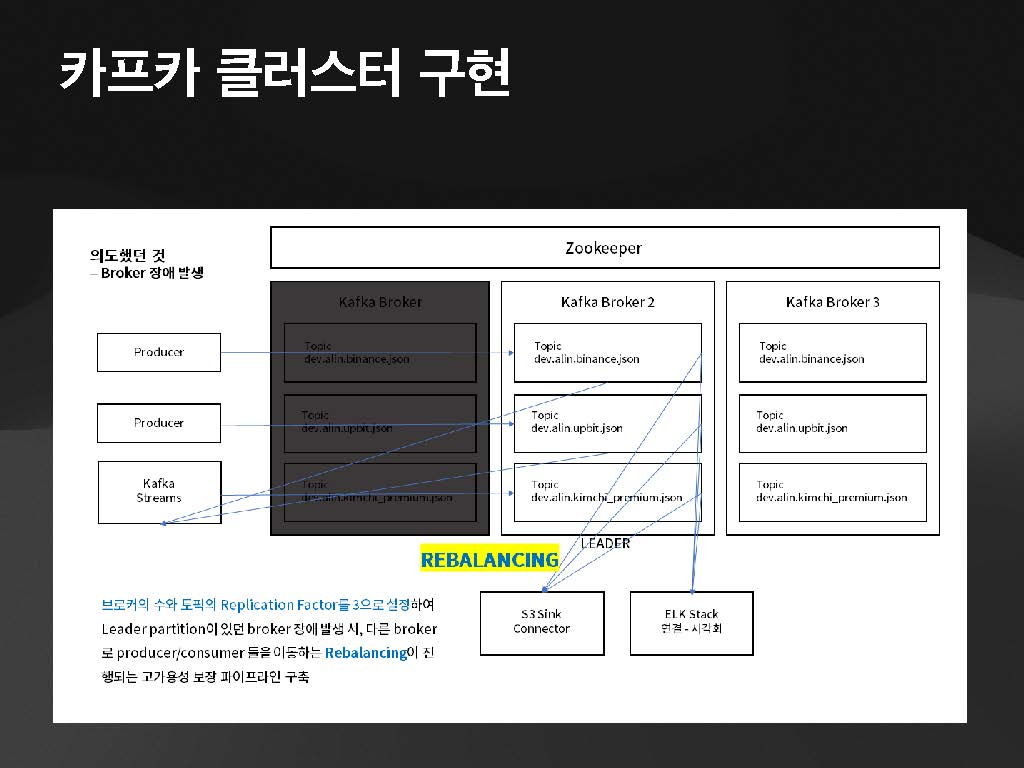 카프카 클러스터 구현
의도했던 것
– Broker 장애 발생
Zookeeper
Kafka Broker
Kafka Broker 2
Kafka Broker 3
Producer
Topic
dev.alin.binance.json
Topic
dev.alin.binance.json
Topic
dev.alin.binance.json
Producer
Topic
dev.alin.upbit.json
Topic
dev.alin.upbit.json
Topic
dev.alin.upbit.json
Kafka
Streams
Topic
dev.alin.kimchi_premium.json
Topic
dev.alin.kimchi_premium.json
Topic
dev.alin.kimchi_premium.json
LEADER
REBALANCING
S3 Sink
Connector
ELK Stack
연결 - 시각화
브로커의 수와 토픽의 Replication Factor를 3으로 설정하여
Leader partition이 있던 broker 장애 발생 시, 다른 broker
로 producer/consumer 들을 이동하는 Rebalancing이 진
행되는 고가용성 보장 파이프라인 구축